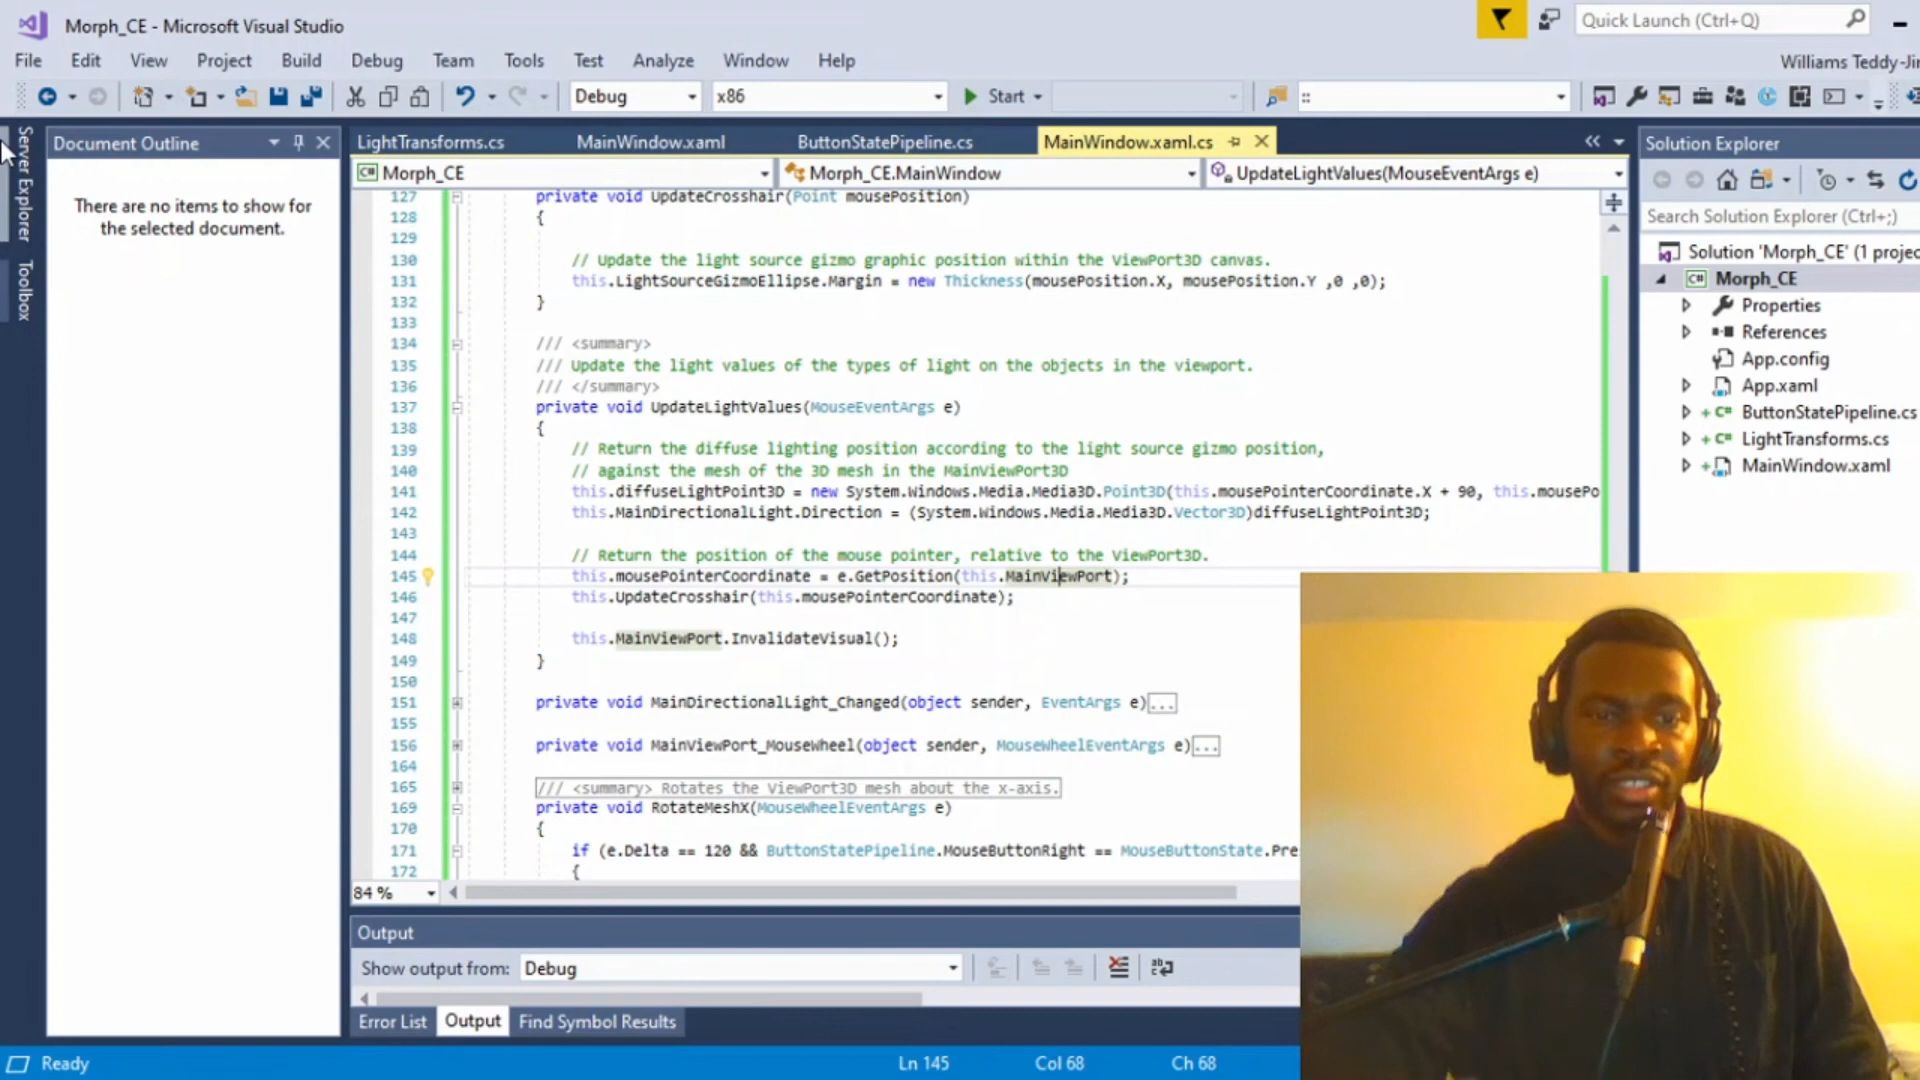 Morph_CE - Microsoft Visual Studio
Quick Launch (Ctrl+Q)
File Edit View Project Build Debug Team Tools Test Analyze Window Help
Williams Teddy-Ji
Debug x86 Start ::
Server Explorer
Toolbox
Document Outline
There are no items to show for
the selected document.
LightTransforms.cs MainWindow.xaml ButtonStatePipeline.cs MainWindow.xaml.cs
Morph_CE Morph_CE.MainWindow UpdateLightValues(MouseEventArgs e)
127 private void UpdateCrosshair(Point mousePosition)
128 {
129
130 // Update the light source gizmo graphic position within the ViewPort3D canvas.
131 this.LightSourceGizmoEllipse.Margin = new Thickness(mousePosition.X, mousePosition.Y ,0 ,0);
132 }
133
134 /// <summary>
135 /// Update the light values of the types of light on the objects in the viewport.
136 /// </summary>
137 private void UpdateLightValues(MouseEventArgs e)
138 {
139 // Return the diffuse lighting position according to the light source gizmo position,
140 // against the mesh of the 3D mesh in the MainViewPort3D
141 this.diffuseLightPoint3D = new System.Windows.Media.Media3D.Point3D(this.mousePointerCoordinate.X + 90, this.mousePo
142 this.MainDirectionalLight.Direction = (System.Windows.Media.Media3D.Vector3D)diffuseLightPoint3D;
143
144 // Return the position of the mouse pointer, relative to the ViewPort3D.
145 this.mousePointerCoordinate = e.GetPosition(this.MainViewPort);
146 this.UpdateCrosshair(this.mousePointerCoordinate);
147
148 this.MainViewPort.InvalidateVisual();
149 }
150
151 private void MainDirectionalLight_Changed(object sender, EventArgs e)...
155
156 private void MainViewPort_MouseWheel(object sender, MouseWheelEventArgs e)...
164
165 /// <summary> Rotates the ViewPort3D mesh about the x-axis.
169 private void RotateMeshX(MouseWheelEventArgs e)
170 {
171 if (e.Delta == 120 && ButtonStatePipeline.MouseButtonRight == MouseButtonState.Pre
172 {
84 %
Output
Show output from: Debug
Error List Output Find Symbol Results
Ready Ln 145 Col 68 Ch 68
Solution Explorer
Search Solution Explorer (Ctrl+;)
Solution 'Morph_CE' (1 projec
C# Morph_CE
Properties
References
App.config
App.xaml
C# ButtonStatePipeline.cs
C# LightTransforms.cs
MainWindow.xaml